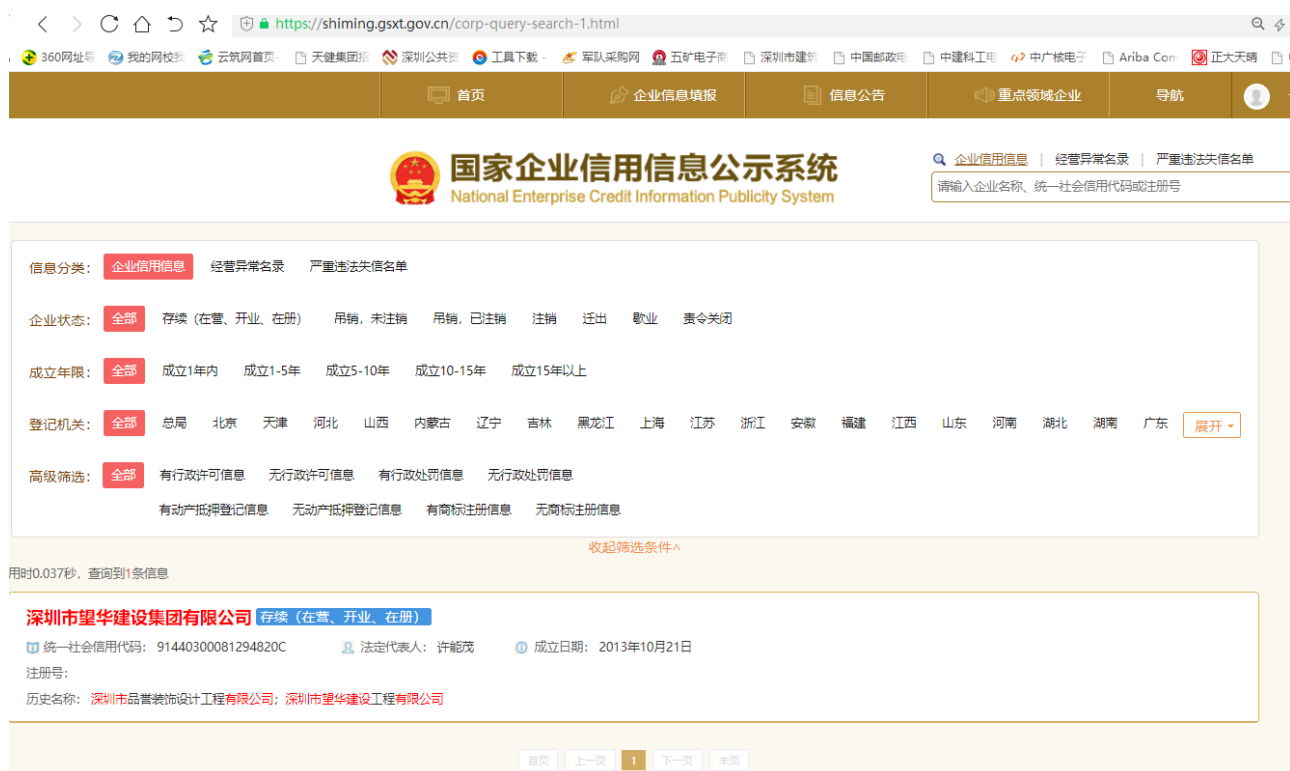 https://shiming.gsxt.gov.cn/corp-query-search-1.html
360网址导 我的网校我 云筑网首页- 天健集团招 深圳公共资 工具下载 - 军队采购网 五矿电子商 深圳市建筑 中国邮政电 中建科工电 中广核电子 Ariba Com 正大天晴
首页 企业信息填报 信息公告 重点领域企业 导航
国家企业信用信息公示系统
National Enterprise Credit Information Publicity System
企业信用信息 | 经营异常名录 | 严重违法失信名单
请输入企业名称、统一社会信用代码或注册号
信息分类： 企业信用信息 经营异常名录 严重违法失信名单
企业状态： 全部 存续（在营、开业、在册） 吊销，未注销 吊销，已注销 注销 迁出 歇业 责令关闭
成立年限： 全部 成立1年内 成立1-5年 成立5-10年 成立10-15年 成立15年以上
登记机关： 全部 总局 北京 天津 河北 山西 内蒙古 辽宁 吉林 黑龙江 上海 江苏 浙江 安徽 福建 江西 山东 河南 湖北 湖南 广东 展开
高级筛选： 全部 有行政许可信息 无行政许可信息 有行政处罚信息 无行政处罚信息
有动产抵押登记信息 无动产抵押登记信息 有商标注册信息 无商标注册信息
收起筛选条件^
用时0.037秒，查询到1条信息
深圳市望华建设集团有限公司 存续（在营、开业、在册）
统一社会信用代码： 91440300081294820C 法定代表人： 许能茂 成立日期： 2013年10月21日
注册号：
历史名称： 深圳市品誉装饰设计工程有限公司；深圳市望华建设工程有限公司
首页 上一页 1 下一页 末页